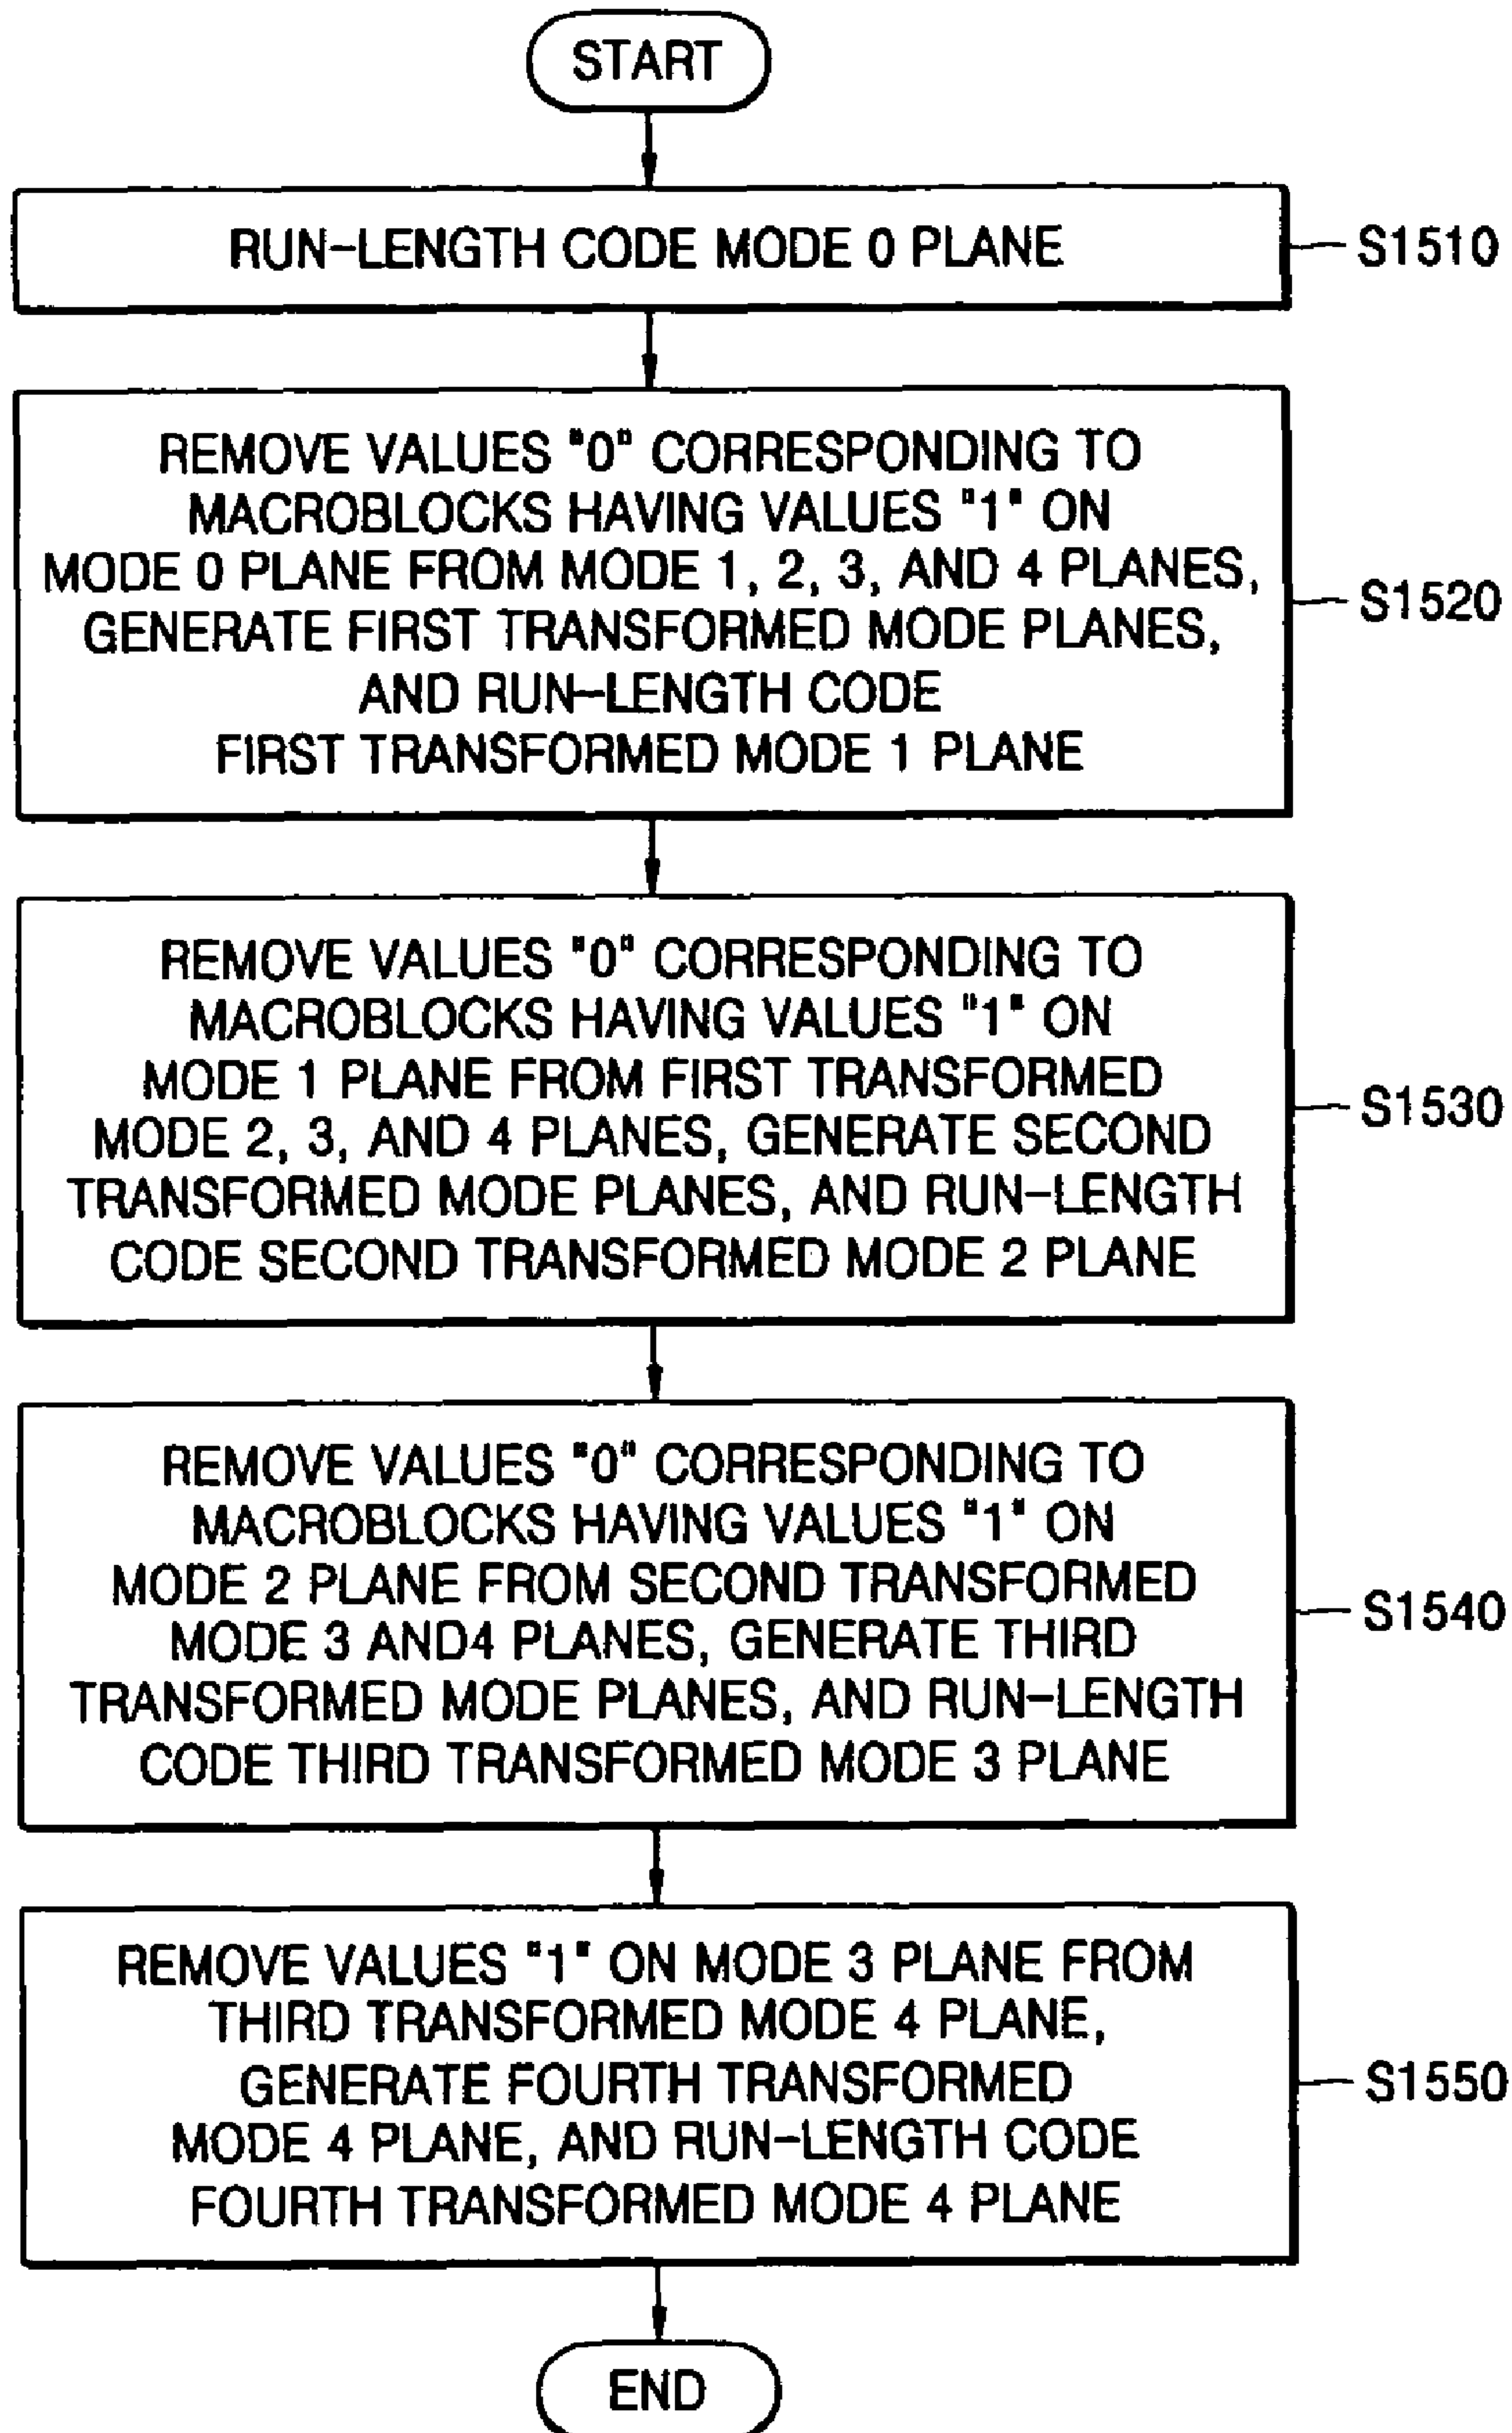 START
RUN-LENGTH CODE MODE 0 PLANE
S1510
REMOVE VALUES "0" CORRESPONDING TO
MACROBLOCKS HAVING VALUES "1" ON
MODE 0 PLANE FROM MODE 1, 2, 3, AND 4 PLANES,
GENERATE FIRST TRANSFORMED MODE PLANES,
AND RUN-LENGTH CODE
FIRST TRANSFORMED MODE 1 PLANE
S1520
REMOVE VALUES "0" CORRESPONDING TO
MACROBLOCKS HAVING VALUES "1" ON
MODE 1 PLANE FROM FIRST TRANSFORMED
MODE 2, 3, AND 4 PLANES, GENERATE SECOND
TRANSFORMED MODE PLANES, AND RUN-LENGTH
CODE SECOND TRANSFORMED MODE 2 PLANE
S1530
REMOVE VALUES "0" CORRESPONDING TO
MACROBLOCKS HAVING VALUES "1" ON
MODE 2 PLANE FROM SECOND TRANSFORMED
MODE 3 AND4 PLANES, GENERATE THIRD
TRANSFORMED MODE PLANES, AND RUN-LENGTH
CODE THIRD TRANSFORMED MODE 3 PLANE
S1540
REMOVE VALUES "1" ON MODE 3 PLANE FROM
THIRD TRANSFORMED MODE 4 PLANE,
GENERATE FOURTH TRANSFORMED
MODE 4 PLANE, AND RUN-LENGTH CODE
FOURTH TRANSFORMED MODE 4 PLANE
S1550
END